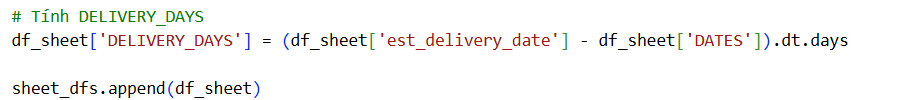 # Tính DELIVERY_DAYS
df_sheet['DELIVERY_DAYS'] = (df_sheet['est_delivery_date'] - df_sheet['DATES']).dt.days
sheet_dfs.append(df_sheet)